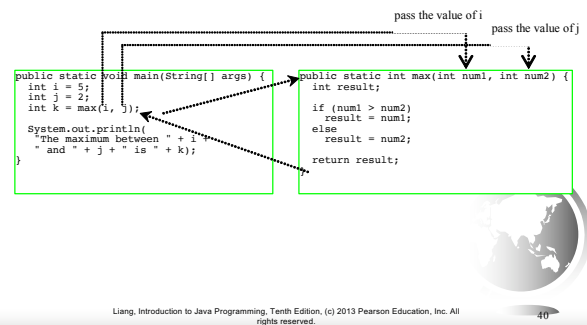 pass the value of i
pass the value of j
public static void main(String[] args) {
int i = 5;
int j = 2;
int k = max(i, j);
System.out.println(
"The maximum between " + i +
" and " + j + " is " + k);
}
public static int max(int num1, int num2) {
int result;
if (num1 > num2)
result = num1;
else
result = num2;
return result;
}
Liang, Introduction to Java Programming, Tenth Edition, (c) 2013 Pearson Education, Inc. All
rights reserved.
40